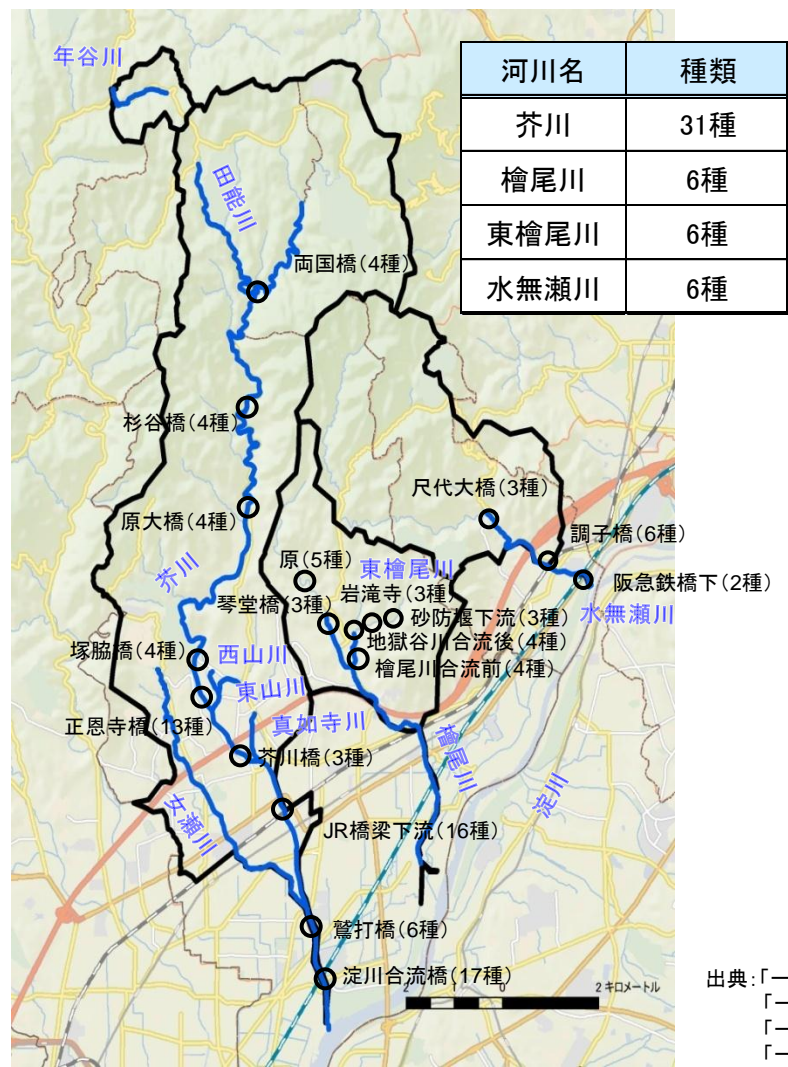 年谷川
河川名 種類
芥川 31種
檜尾川 6種
東檜尾川 6種
水無瀬川 6種
田能川
両国橋(4種)
杉谷橋(4種)
原大橋(4種)
尺代大橋(3種)
調子橋(6種)
阪急鉄橋下(2種)
水無瀬川
芥川
原(5種)
東檜尾川
岩滝寺(3種)
琴堂橋(3種)
砂防堰下流(3種)
地獄谷川合流後(4種)
檜尾川合流前(4種)
塚脇橋(4種)
西山川
東山川
正恩寺橋(13種)
真如寺川
芥川橋(3種)
檜尾川
淀川
女瀬川
JR橋梁下流(16種)
鷲打橋(6種)
淀川合流橋(17種)
2 1 0 2 キロメートル
出典:「一
「一
「一
「一